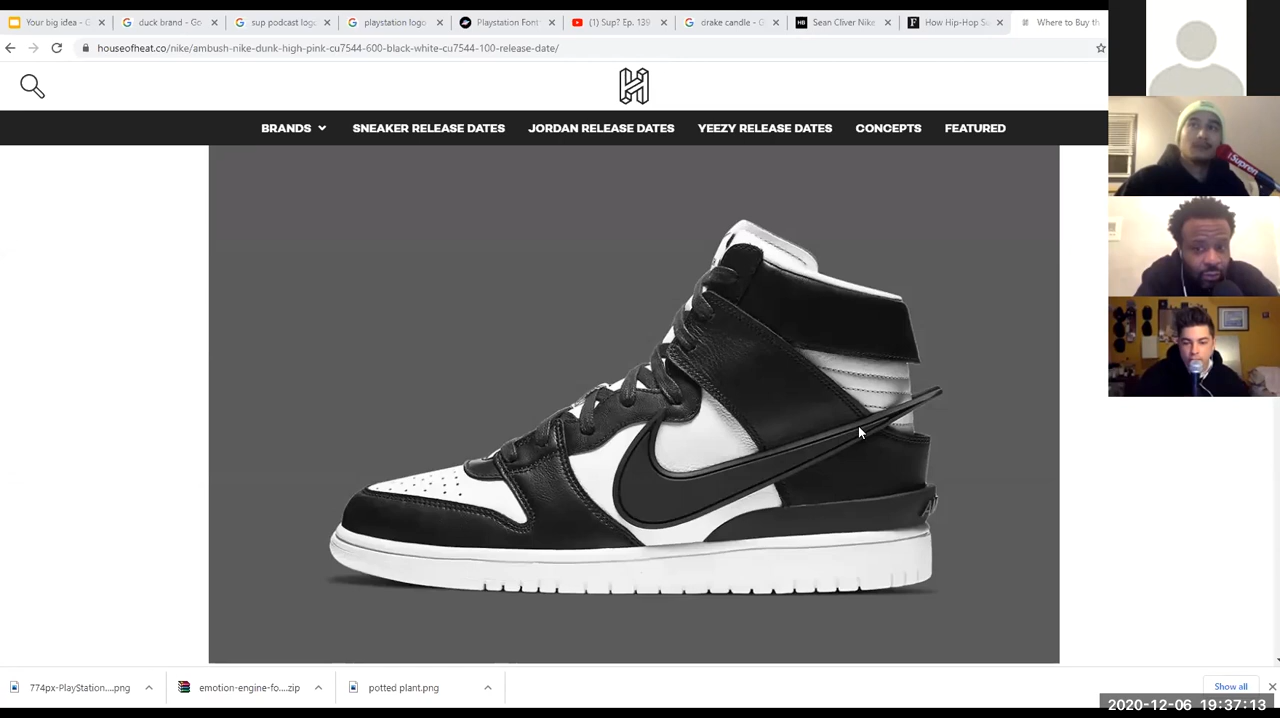 Your big idea - G
duck brand - Go
sup podcast log
playstation logo
Playstation Font
(1) Sup? Ep. 139
drake candle - G
Sean Cliver Nike
How Hip-Hop S
Where to Buy th
houseofheat.co/nike/ambush-nike-dunk-high-pink-cu7544-600-black-white-cu7544-100-release-date/
BRANDS
SNEAKER RELEASE DATES
JORDAN RELEASE DATES
YEEZY RELEASE DATES
CONCEPTS
FEATURED
Suprem
774px-PlayStation....png
emotion-engine-fo....zip
potted plant.png
Show all
2020-12-06 19:37:13